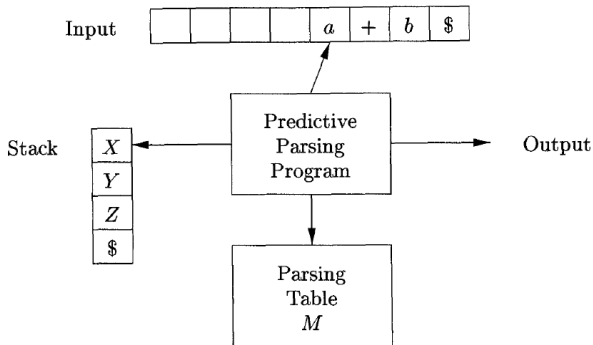 Input
a + b $
Predictive
Parsing
Program
Stack
X
Y
Z
$
Output
Parsing
Table
M